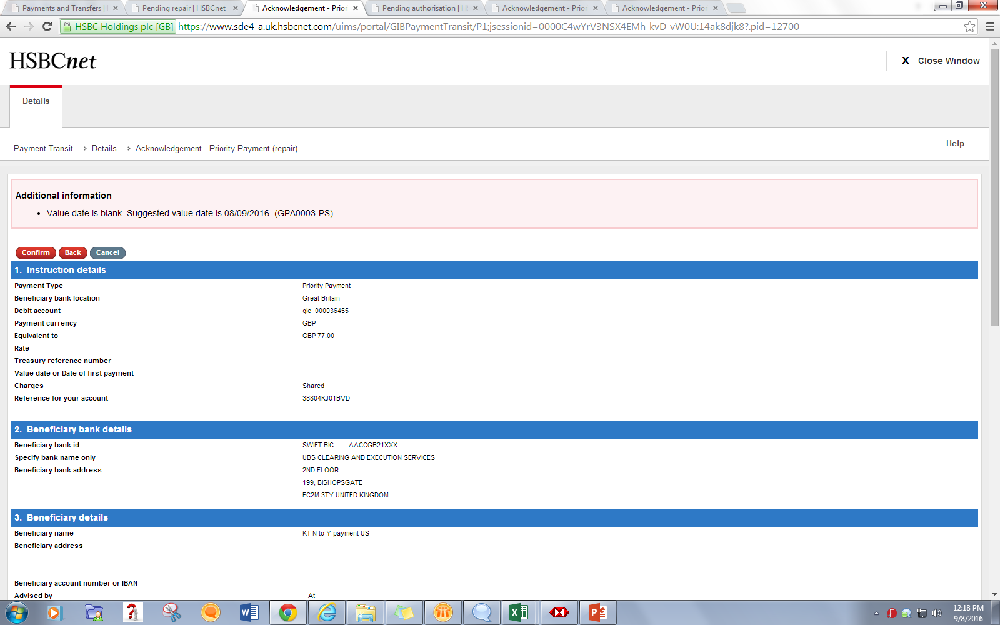 Payments and Transfers |
Pending repair | HSBCnet
Acknowledgement - Prior
Pending authorisation | H
Acknowledgement - Prior
Acknowledgement - Prior
HSBC Holdings plc [GB] https://www.sde4-a.uk.hsbcnet.com/uims/portal/GIBPaymentTransit/P1;jsessionid=0000C4wYrV3NSX4EMh-kvD-vW0U:14ak8djk8?.pid=12700
HSBCnet
X Close Window
Details
Payment Transit › Details › Acknowledgement - Priority Payment (repair)
Help
Additional information
• Value date is blank. Suggested value date is 08/09/2016. (GPA0003-PS)
Confirm Back Cancel
1. Instruction details
Payment Type Priority Payment
Beneficiary bank location Great Britain
Debit account gle 000036455
Payment currency GBP
Equivalent to GBP 77.00
Rate
Treasury reference number
Value date or Date of first payment
Charges Shared
Reference for your account 38804KJ01BVD
2. Beneficiary bank details
Beneficiary bank id SWIFT BIC AACCGB21XXX
Specify bank name only UBS CLEARING AND EXECUTION SERVICES
Beneficiary bank address 2ND FLOOR
199, BISHOPSGATE
EC2M 3TY UNITED KINGDOM
3. Beneficiary details
Beneficiary name KT N to Y payment US
Beneficiary address
Beneficiary account number or IBAN
Advised by At
12:18 PM
9/8/2016